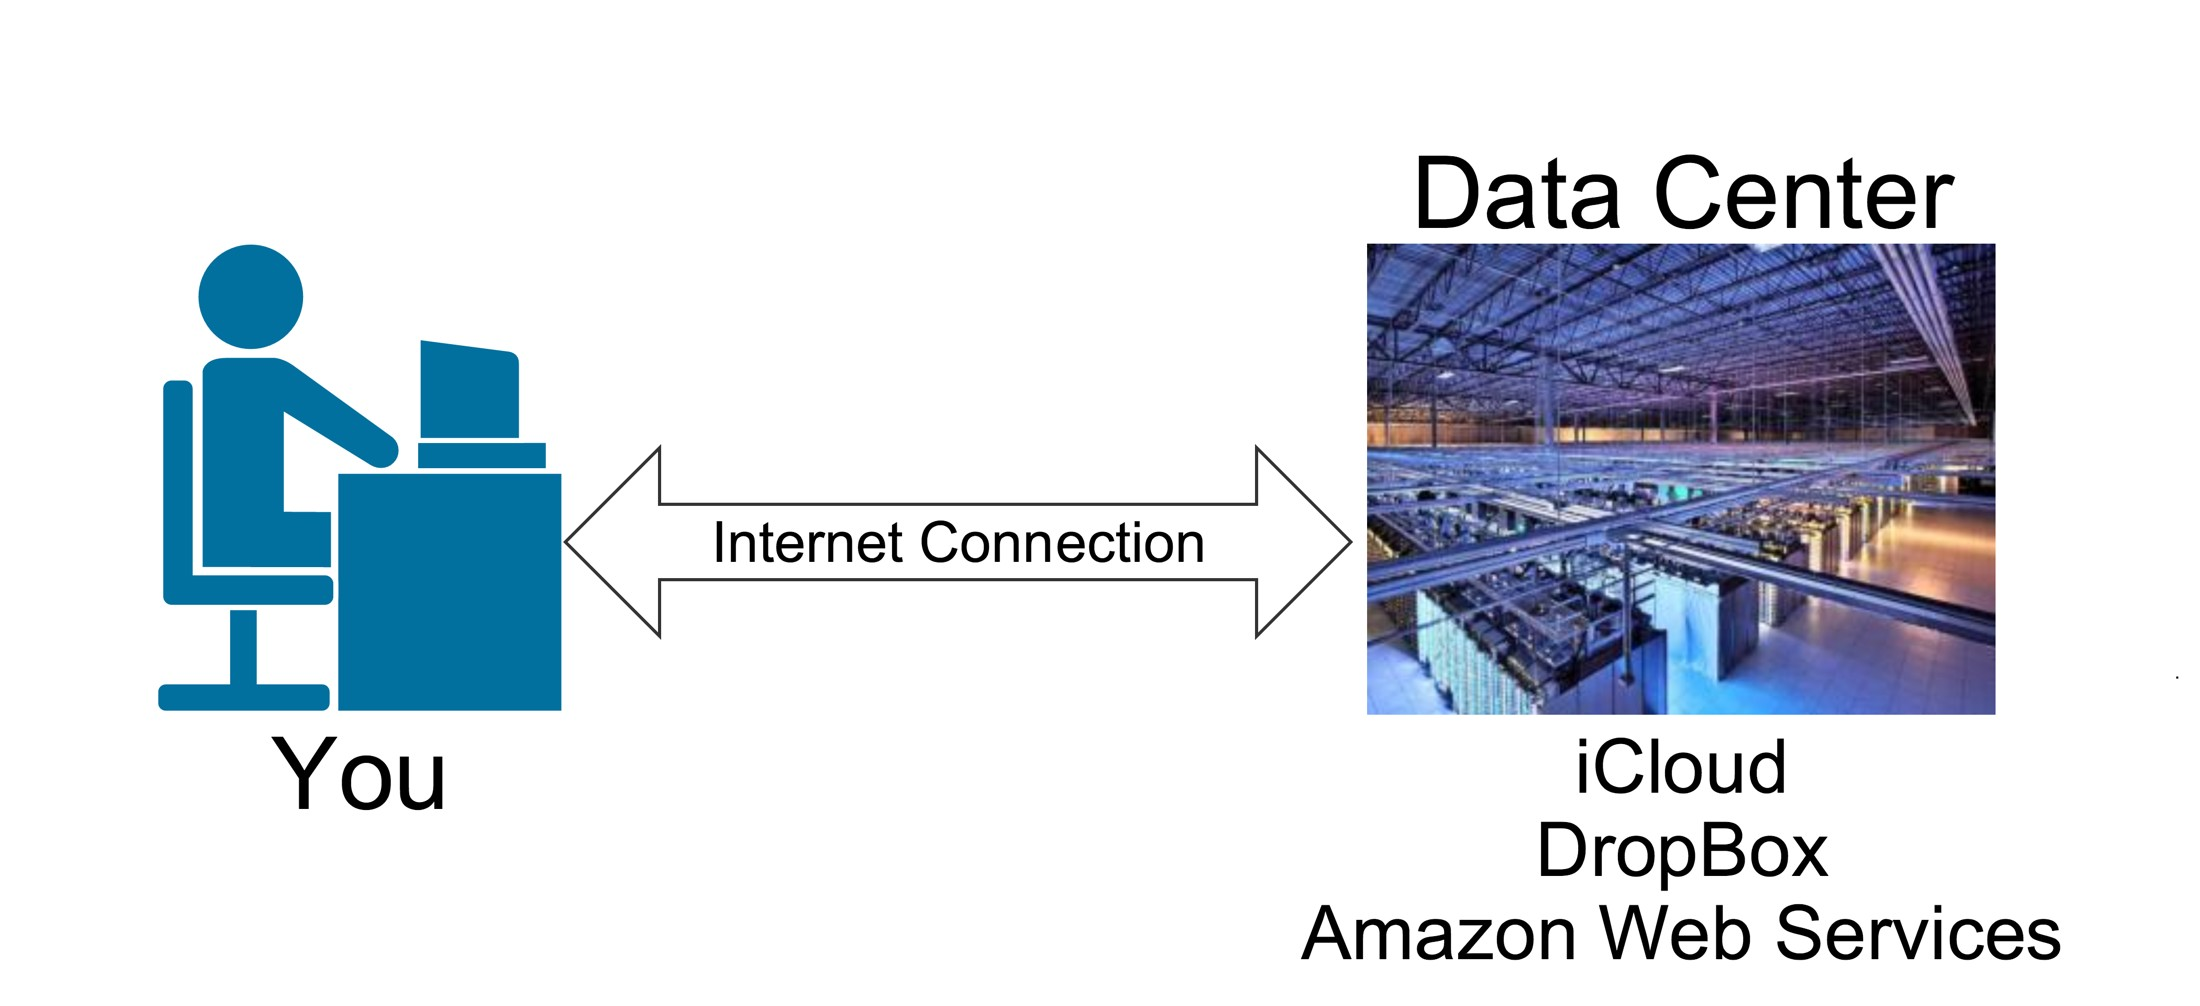 Data Center
Internet Connection
You
iCloud
DropBox
Amazon Web Services